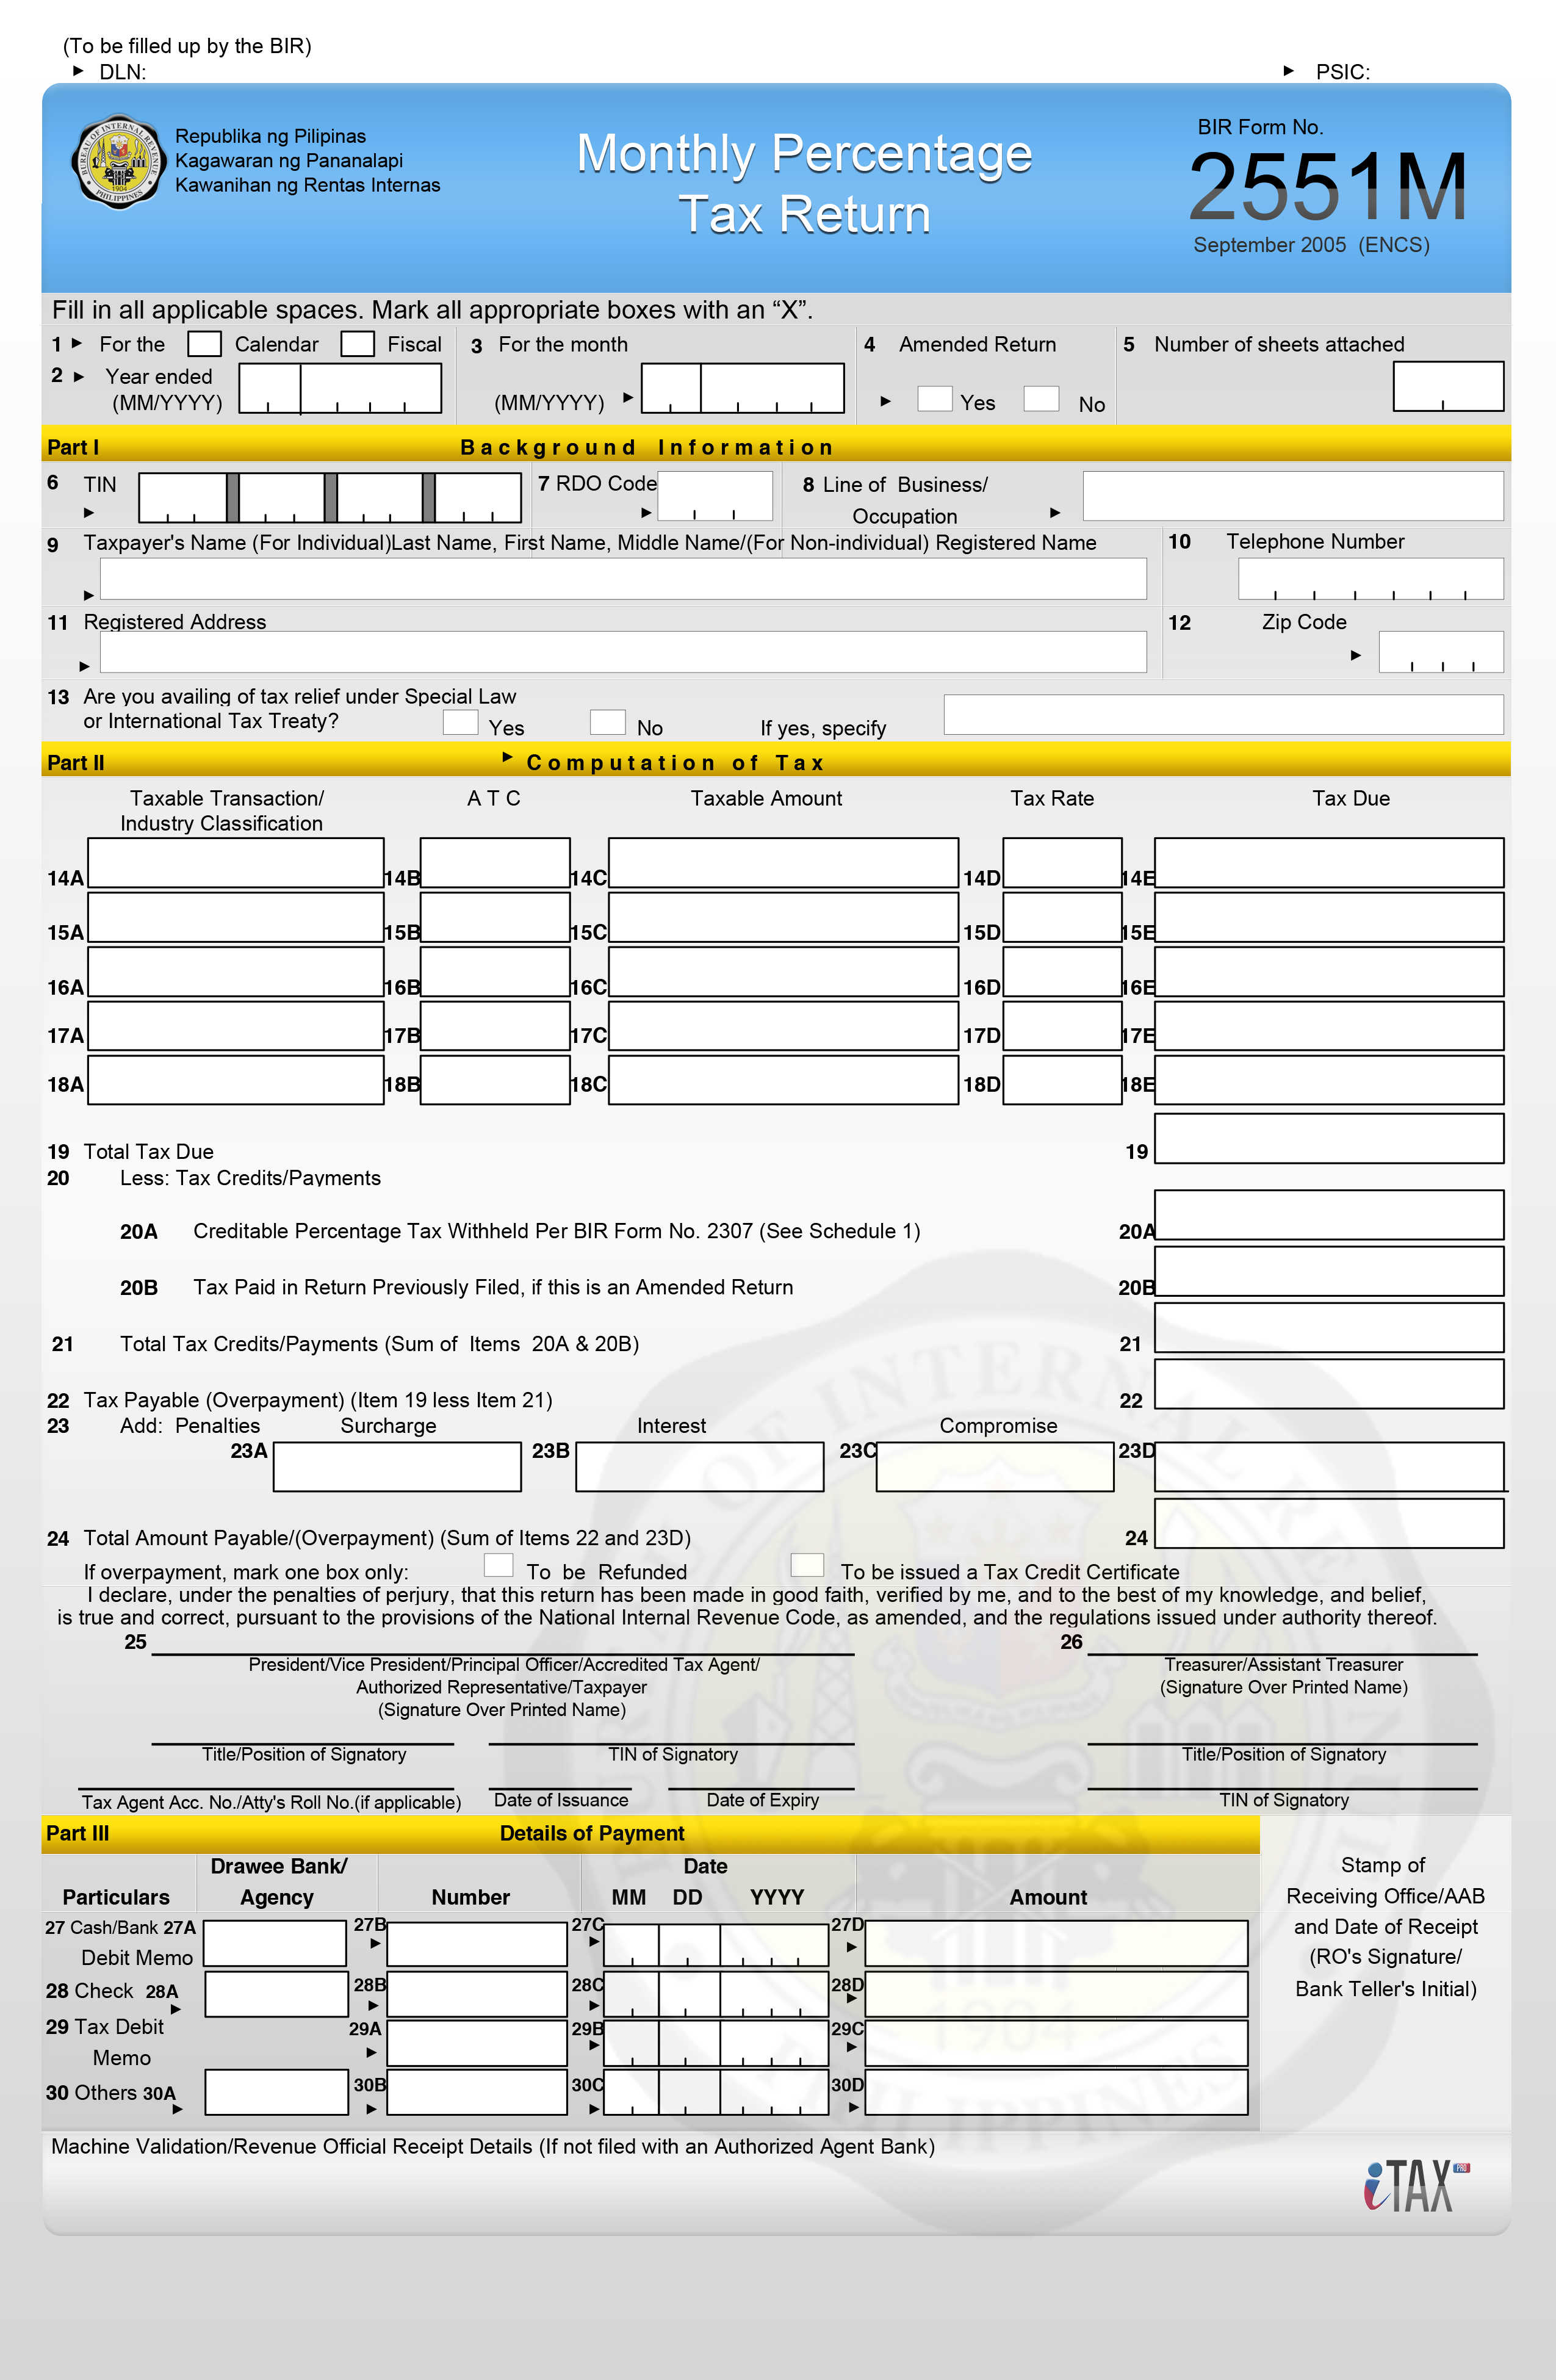 (To be filled up by the BIR)
DLN: PSIC:
Republika ng Pilipinas
Kagawaran ng Pananalapi
Kawanihan ng Rentas Internas
BUREAU OF INTERNAL REVENUE
1904
PHILIPPINES
Monthly Percentage
Tax Return
BIR Form No.
2551M
September 2005 (ENCS)
Fill in all applicable spaces. Mark all appropriate boxes with an “X”.
1 For the Calendar Fiscal 3 For the month 4 Amended Return 5 Number of sheets attached
2 Year ended
(MM/YYYY) (MM/YYYY) Yes No
Part I Background Information
6 TIN 7 RDO Code 8 Line of Business/
Occupation
9 Taxpayer's Name (For Individual)Last Name, First Name, Middle Name/(For Non-individual) Registered Name 10 Telephone Number
11 Registered Address 12 Zip Code
13 Are you availing of tax relief under Special Law
or International Tax Treaty? Yes No If yes, specify
Part II Computation of Tax
Taxable Transaction/ A T C Taxable Amount Tax Rate Tax Due
Industry Classification
14A 14B 14C 14D 14E
15A 15B 15C 15D 15E
16A 16B 16C 16D 16E
17A 17B 17C 17D 17E
18A 18B 18C 18D 18E
19 Total Tax Due 19
20 Less: Tax Credits/Payments
20A Creditable Percentage Tax Withheld Per BIR Form No. 2307 (See Schedule 1) 20A
20B Tax Paid in Return Previously Filed, if this is an Amended Return 20B
21 Total Tax Credits/Payments (Sum of Items 20A & 20B) 21
22 Tax Payable (Overpayment) (Item 19 less Item 21) 22
23 Add: Penalties Surcharge Interest Compromise
23A 23B 23C 23D
24 Total Amount Payable/(Overpayment) (Sum of Items 22 and 23D) 24
If overpayment, mark one box only: To be Refunded To be issued a Tax Credit Certificate
I declare, under the penalties of perjury, that this return has been made in good faith, verified by me, and to the best of my knowledge, and belief,
is true and correct, pursuant to the provisions of the National Internal Revenue Code, as amended, and the regulations issued under authority thereof.
25 26
President/Vice President/Principal Officer/Accredited Tax Agent/ Treasurer/Assistant Treasurer
Authorized Representative/Taxpayer (Signature Over Printed Name)
(Signature Over Printed Name)
Title/Position of Signatory TIN of Signatory Title/Position of Signatory
Tax Agent Acc. No./Atty's Roll No.(if applicable) Date of Issuance Date of Expiry TIN of Signatory
Part III Details of Payment
Drawee Bank/ Date
Particulars Agency Number MM DD YYYY Amount
27 Cash/Bank 27A 27B 27C 27D
Debit Memo
28 Check 28A 28B 28C 28D
29 Tax Debit 29A 29B 29C
Memo
30 Others 30A 30B 30C 30D
Stamp of
Receiving Office/AAB
and Date of Receipt
(RO's Signature/
Bank Teller's Initial)
Machine Validation/Revenue Official Receipt Details (If not filed with an Authorized Agent Bank)
iTAX PRO
BUREAU OF INTERNAL REVENUE
1904
PHILIPPINES